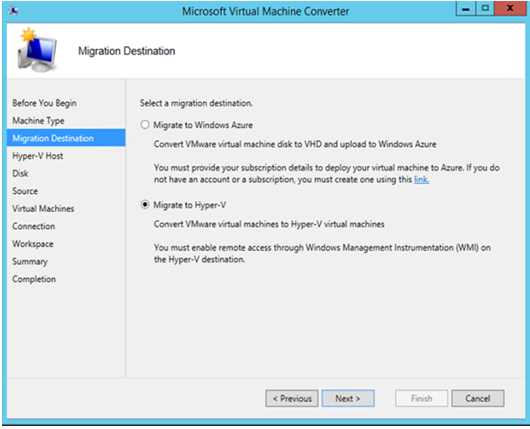 Microsoft Virtual Machine Converter
Migration Destination
Before You Begin
Machine Type
Migration Destination
Hyper-V Host
Disk
Source
Virtual Machines
Connection
Workspace
Summary
Completion
Select a migration destination.
Migrate to Windows Azure
Convert VMware virtual machine disk to VHD and upload to Windows Azure
You must provide your subscription details to deploy your virtual machine to Azure. If you do
not have an account or a subscription, you must create one using this link.
Migrate to Hyper-V
Convert VMware virtual machines to Hyper-V virtual machines
You must enable remote access through Windows Management Instrumentation (WMI) on
the Hyper-V destination.
< Previous
Next >
Finish
Cancel